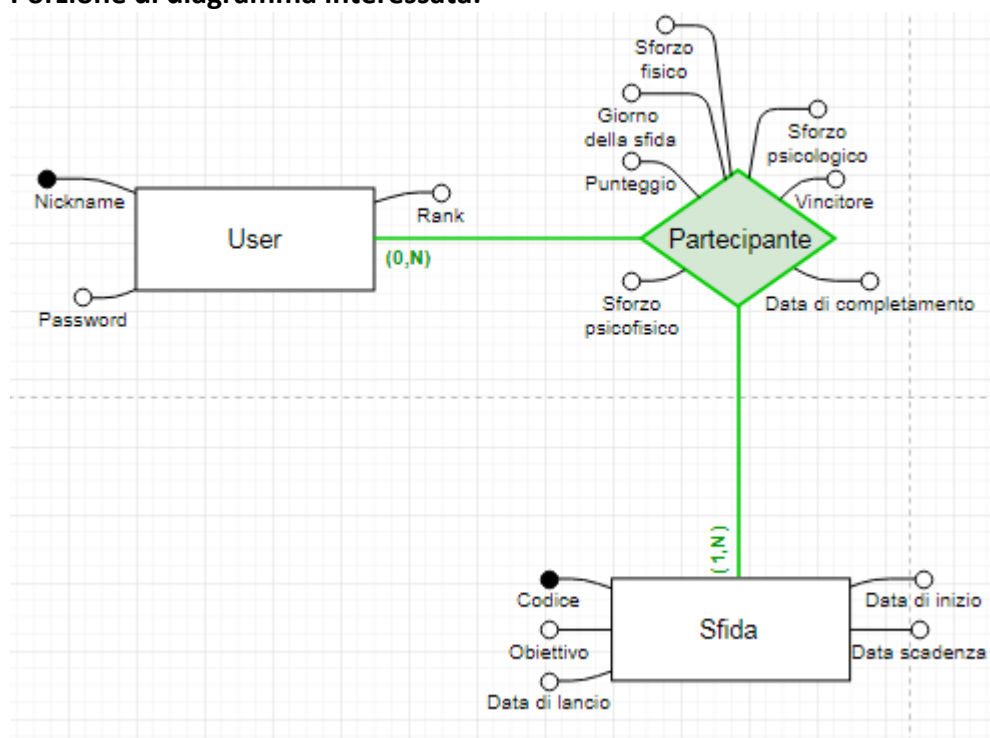 Porzione di diagramma interessata:
Sforzo
fisico
Giorno
della sfida
Sforzo
psicologico
Punteggio
Vincitore
Nickname
Rank
User
Partecipante
(0,N)
Password
Sforzo
psicofisico
Data di completamento
(1,N)
Codice
Data di inizio
Sfida
Obiettivo
Data scadenza
Data di lancio